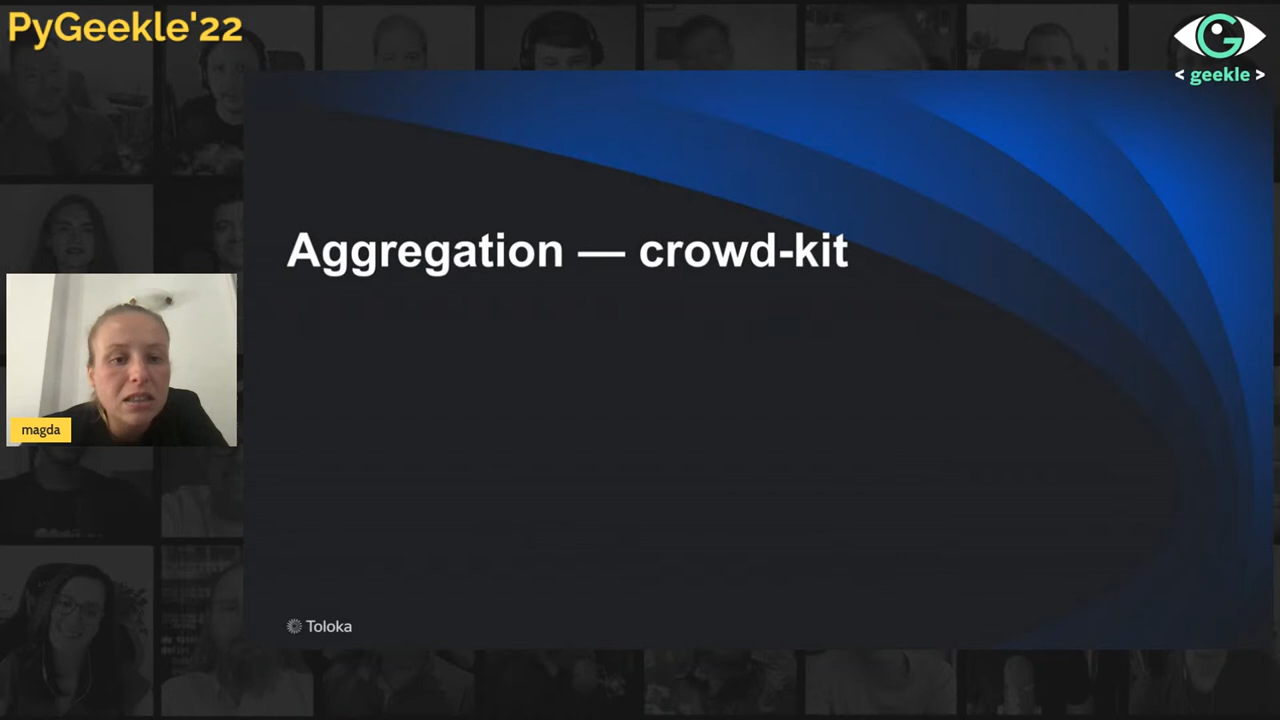 PyGeekle'22
< geekle >
Aggregation — crowd-kit
magda
Toloka